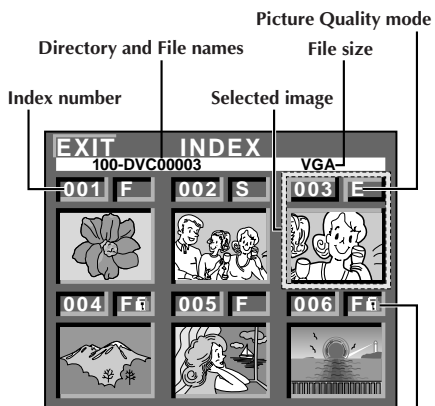 Picture Quality mode
Directory and File names
File size
Index number
Selected image
EXIT INDEX
100-DVC00003 VGA
001 F 002 S 003 E
004 F 005 F 006 F